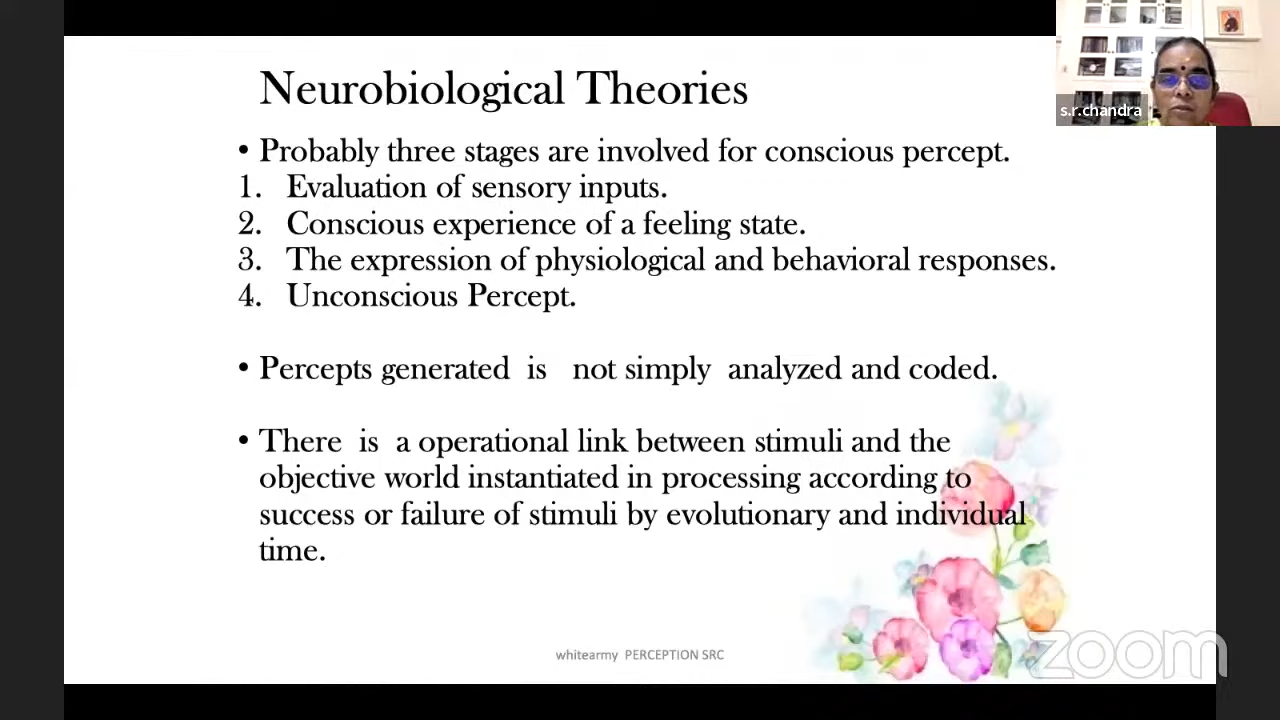 Neurobiological Theories
s.r.chandra
• Probably three stages are involved for conscious percept.
1. Evaluation of sensory inputs.
2. Conscious experience of a feeling state.
3. The expression of physiological and behavioral responses.
4. Unconscious Percept.
• Percepts generated is not simply analyzed and coded.
• There is a operational link between stimuli and the
objective world instantiated in processing according to
success or failure of stimuli by evolutionary and individual
time.
whitearmy PERCEPTION SRC
zoom